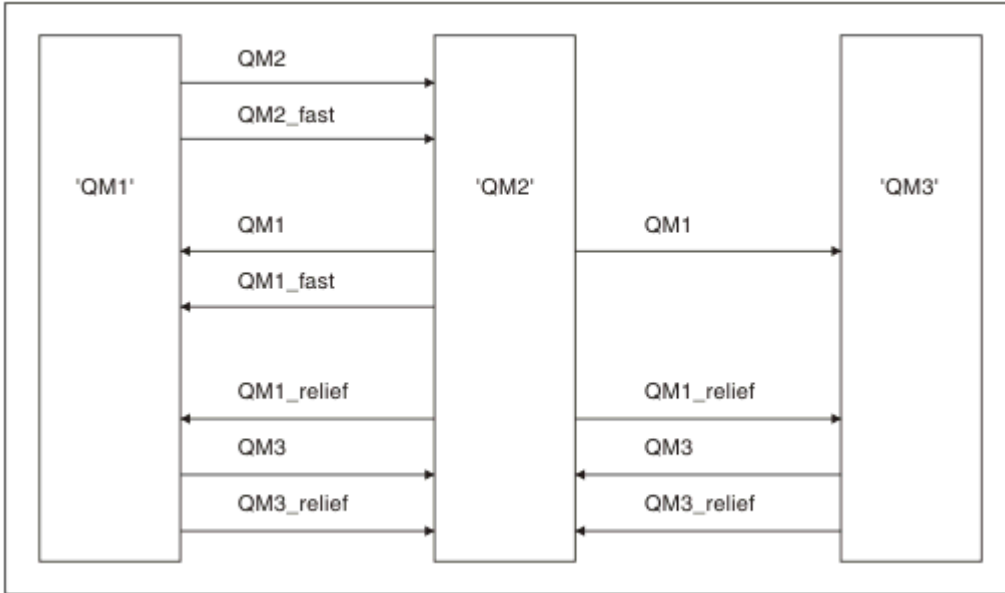 QM2
QM2_fast
'QM1'
'QM2'
'QM3'
QM1
QM1
QM1_fast
QM1_relief
QM1_relief
QM3
QM3
QM3_relief
QM3_relief